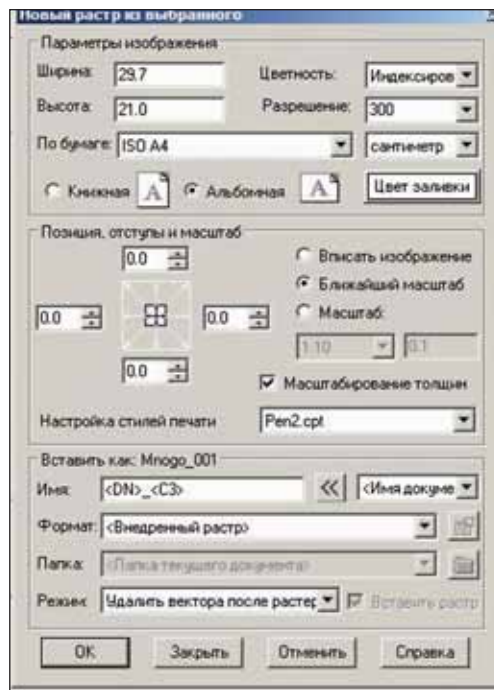 Новый растр из выбранного
Параметры изображения
Ширина: 29.7 Цветность: Индексиров
Высота: 21.0 Разрешение: 300
По бумаге: ISO A4 сантиметр
Книжная A Альбомная A Цвет заливки
Позиция, отступы и масштаб
0.0 Вписать изображение
Ближайший масштаб
0.0 0.0 Масштаб:
1:10 0.1
0.0 Масштабирование толщин
Настройка стилей печати Pen2.cpt
Вставить как: Mnogo_001
Имя: <DN>_<C3> << <Имя докуме
Формат: <Внедренный растр>
Папка: <Папка текущего документа>
Режим: Удалить вектора после растер Вставить растр
OK Закрыть Отменить Справка